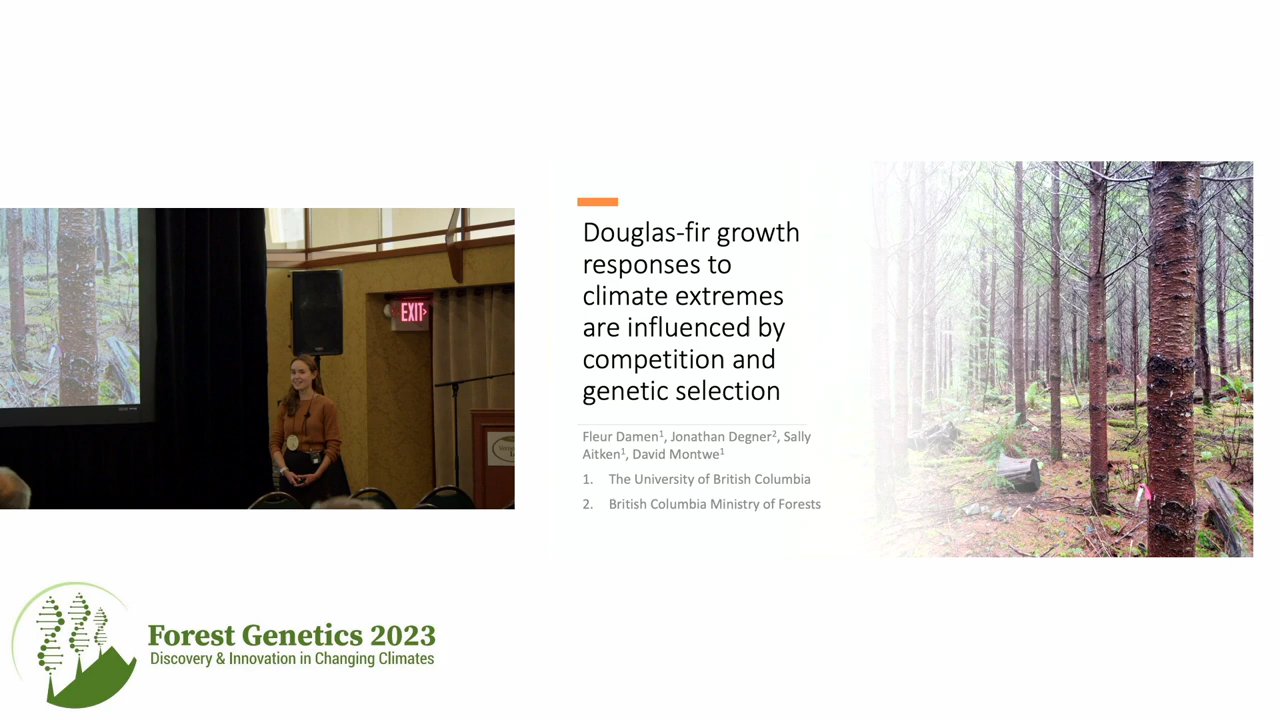 EXIT
Douglas-fir growth
responses to
climate extremes
are influenced by
competition and
genetic selection
Fleur Damen¹, Jonathan Degner², Sally
Aitken¹, David Montwe¹
1. The University of British Columbia
2. British Columbia Ministry of Forests
Forest Genetics 2023
Discovery & Innovation in Changing Climates